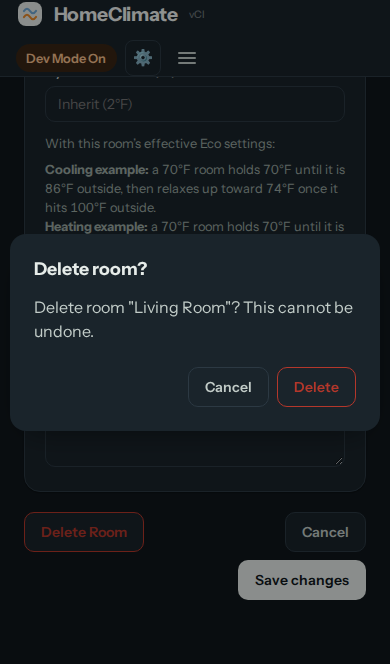 HomeClimate vCI
Dev Mode On
Inherit (2°F)
With this room's effective Eco settings:
Cooling example: a 70°F room holds 70°F until it is
86°F outside, then relaxes up toward 74°F once it
hits 100°F outside.
Heating example: a 70°F room holds 70°F until it is
Delete room?
Delete room "Living Room"? This cannot be
undone.
Cancel
Delete
Delete Room
Cancel
Save changes